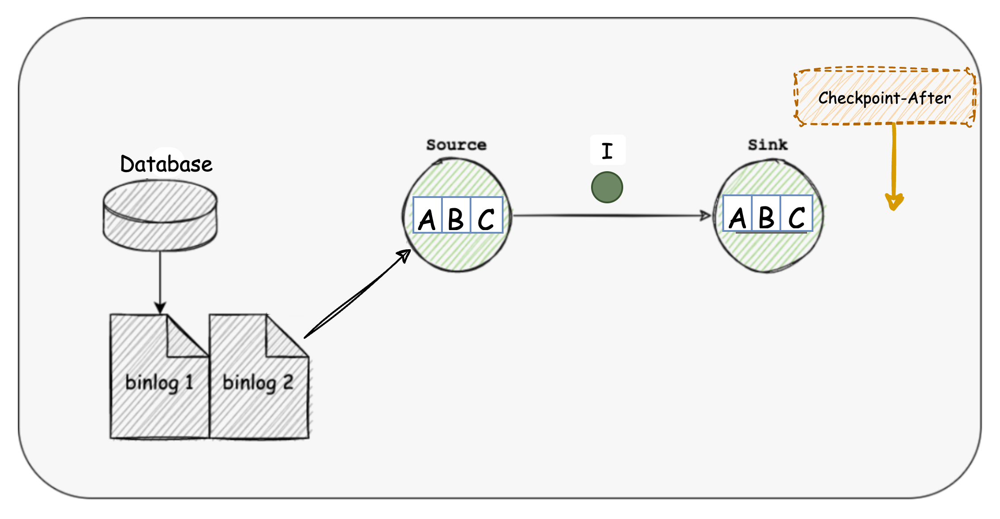 Checkpoint-After
Source
I
Sink
Database
A B C
A B C
binlog 1
binlog 2